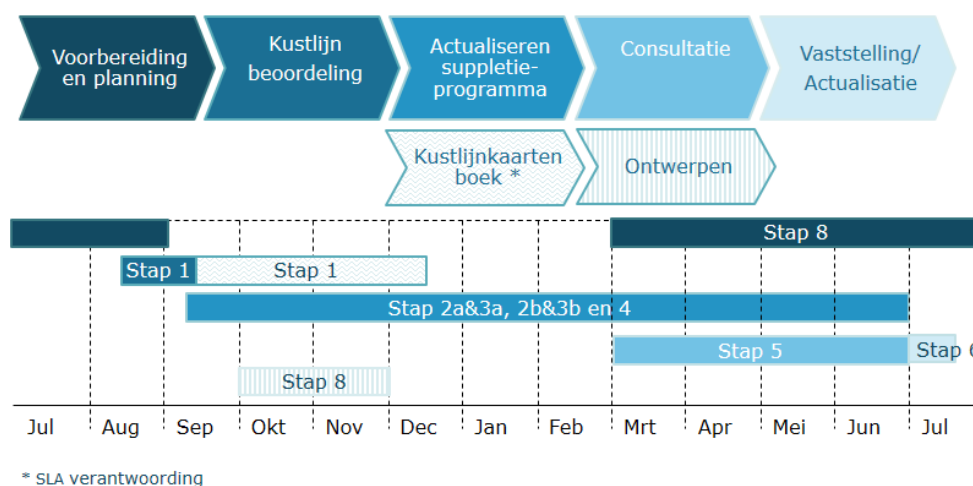 Voorbereiding
en planning
Kustlijn
beoordeling
Actualiseren
suppletie-
programma
Consultatie
Vaststelling/
Actualisatie
Kustlijnkaarten
boek *
Ontwerpen
Stap 8
Stap 1
Stap 1
Stap 2a&3a, 2b&3b en 4
Stap 5
Stap 6
Stap 8
Jul Aug Sep Okt Nov Dec Jan Feb Mrt Apr Mei Jun Jul
* SLA verantwoording